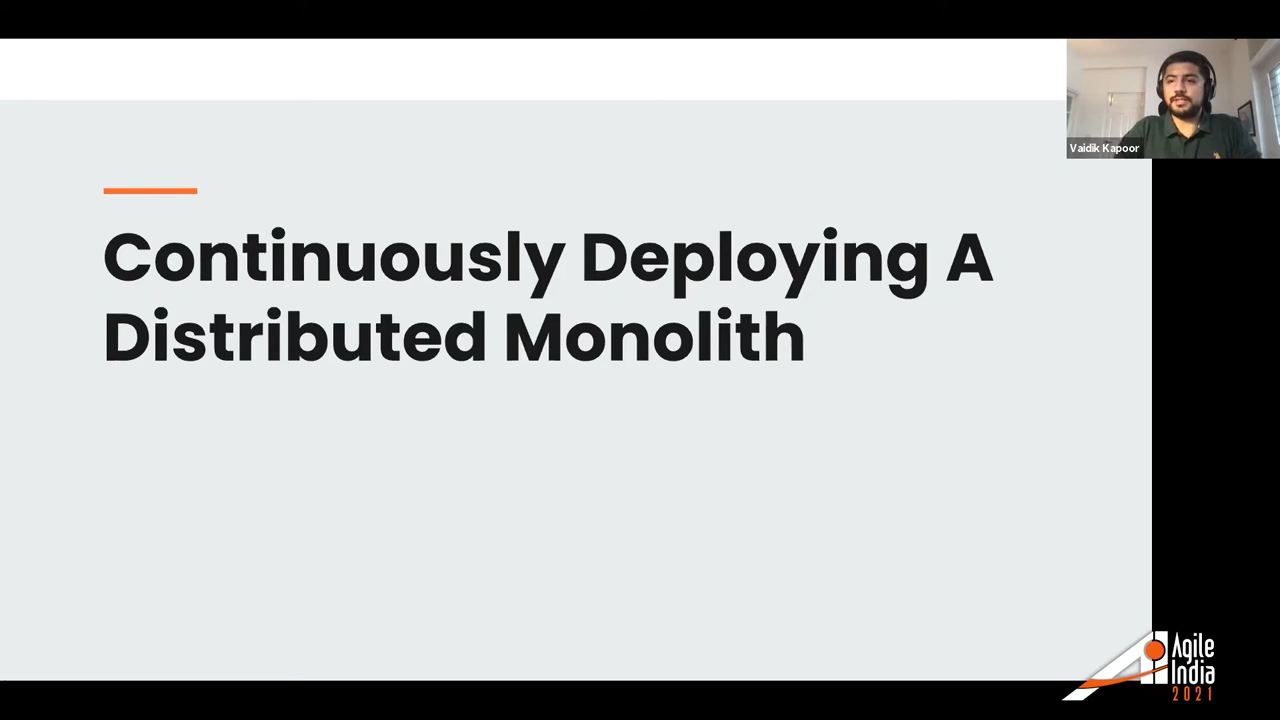 Vaidik Kapoor
Continuously Deploying A
Distributed Monolith
Agile
India
2021